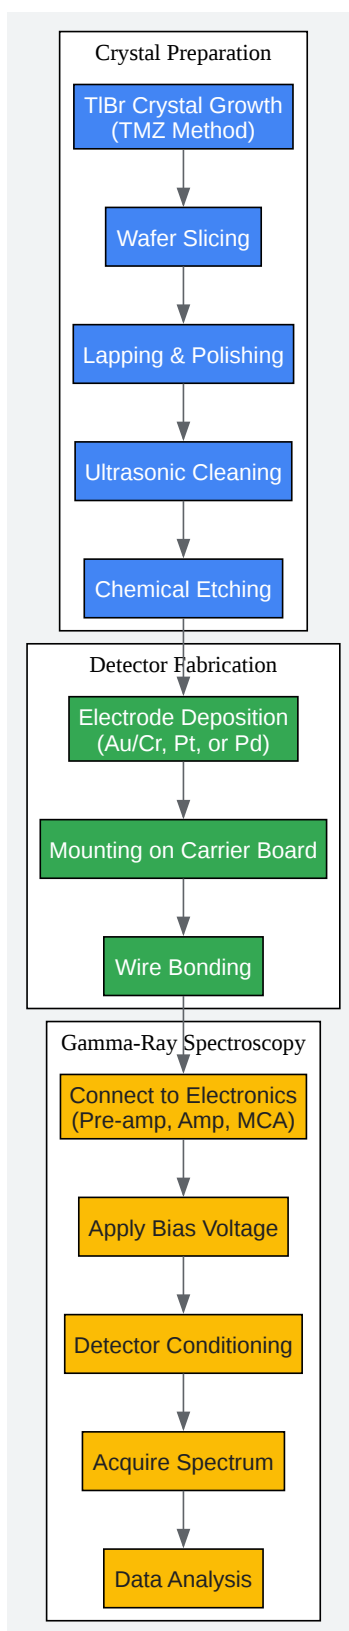 Crystal Preparation
TlBr Crystal Growth
(TMZ Method)
Wafer Slicing
Lapping & Polishing
Ultrasonic Cleaning
Chemical Etching
Detector Fabrication
Electrode Deposition
(Au/Cr, Pt, or Pd)
Mounting on Carrier Board
Wire Bonding
Gamma-Ray Spectroscopy
Connect to Electronics
(Pre-amp, Amp, MCA)
Apply Bias Voltage
Detector Conditioning
Acquire Spectrum
Data Analysis